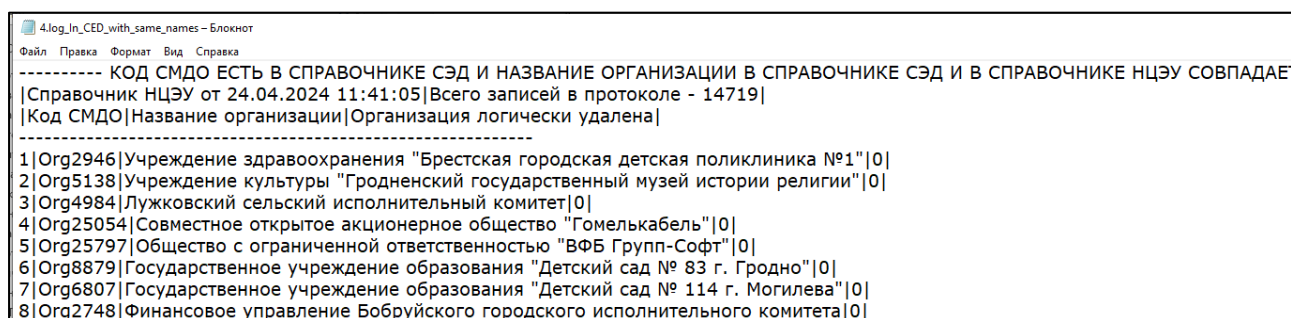 4.log_In_CED_with_same_names – Блокнот
Файл Правка Формат Вид Справка
---------- КОД СМДО ЕСТЬ В СПРАВОЧНИКЕ СЭД И НАЗВАНИЕ ОРГАНИЗАЦИИ В СПРАВОЧНИКЕ СЭД И В СПРАВОЧНИКЕ НЦЭУ СОВПАДАЕТ
|Справочник НЦЭУ от 24.04.2024 11:41:05|Всего записей в протоколе - 14719|
|Код СМДО|Название организации|Организация логически удалена|
------------------------------------------------------------
1|Org2946|Учреждение здравоохранения "Брестская городская детская поликлиника №1"|0|
2|Org5138|Учреждение культуры "Гродненский государственный музей истории религии"|0|
3|Org4984|Лужковский сельский исполнительный комитет|0|
4|Org25054|Совместное открытое акционерное общество "Гомелькабель"|0|
5|Org25797|Общество с ограниченной ответственностью "ВФБ Групп-Софт"|0|
6|Org8879|Государственное учреждение образования "Детский сад № 83 г. Гродно"|0|
7|Org6807|Государственное учреждение образования "Детский сад № 114 г. Могилева"|0|
8|Org2748|Финансовое управление Бобруйского городского исполнительного комитета|0|